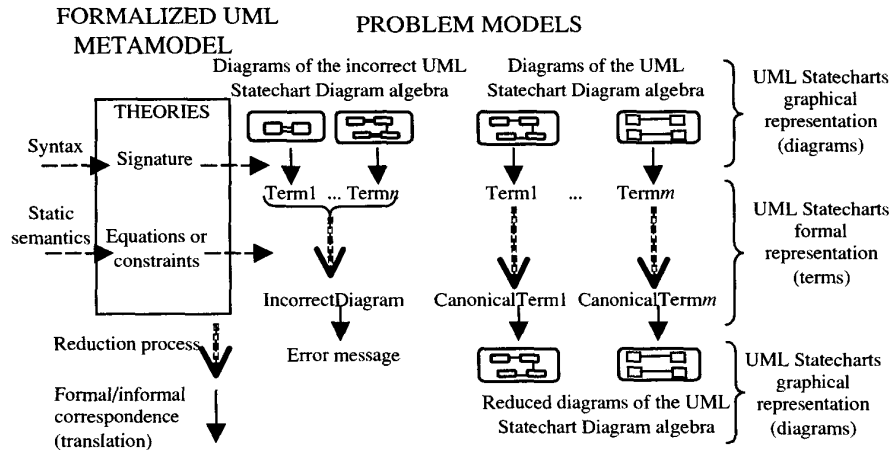 FORMALIZED UML
METAMODEL
PROBLEM MODELS
Diagrams of the incorrect UML
Statechart Diagram algebra
Diagrams of the UML
Statechart Diagram algebra
UML Statecharts
graphical
representation
(diagrams)
THEORIES
Syntax
Signature
Term1 ... Termn
Term1 ... Termm
Static
semantics
Equations or
constraints
UML Statecharts
formal
representation
(terms)
IncorrectDiagram
CanonicalTerm1
CanonicalTermm
Reduction process
Error message
Formal/informal
correspondence
(translation)
Reduced diagrams of the UML
Statechart Diagram algebra
UML Statecharts
graphical
representation
(diagrams)